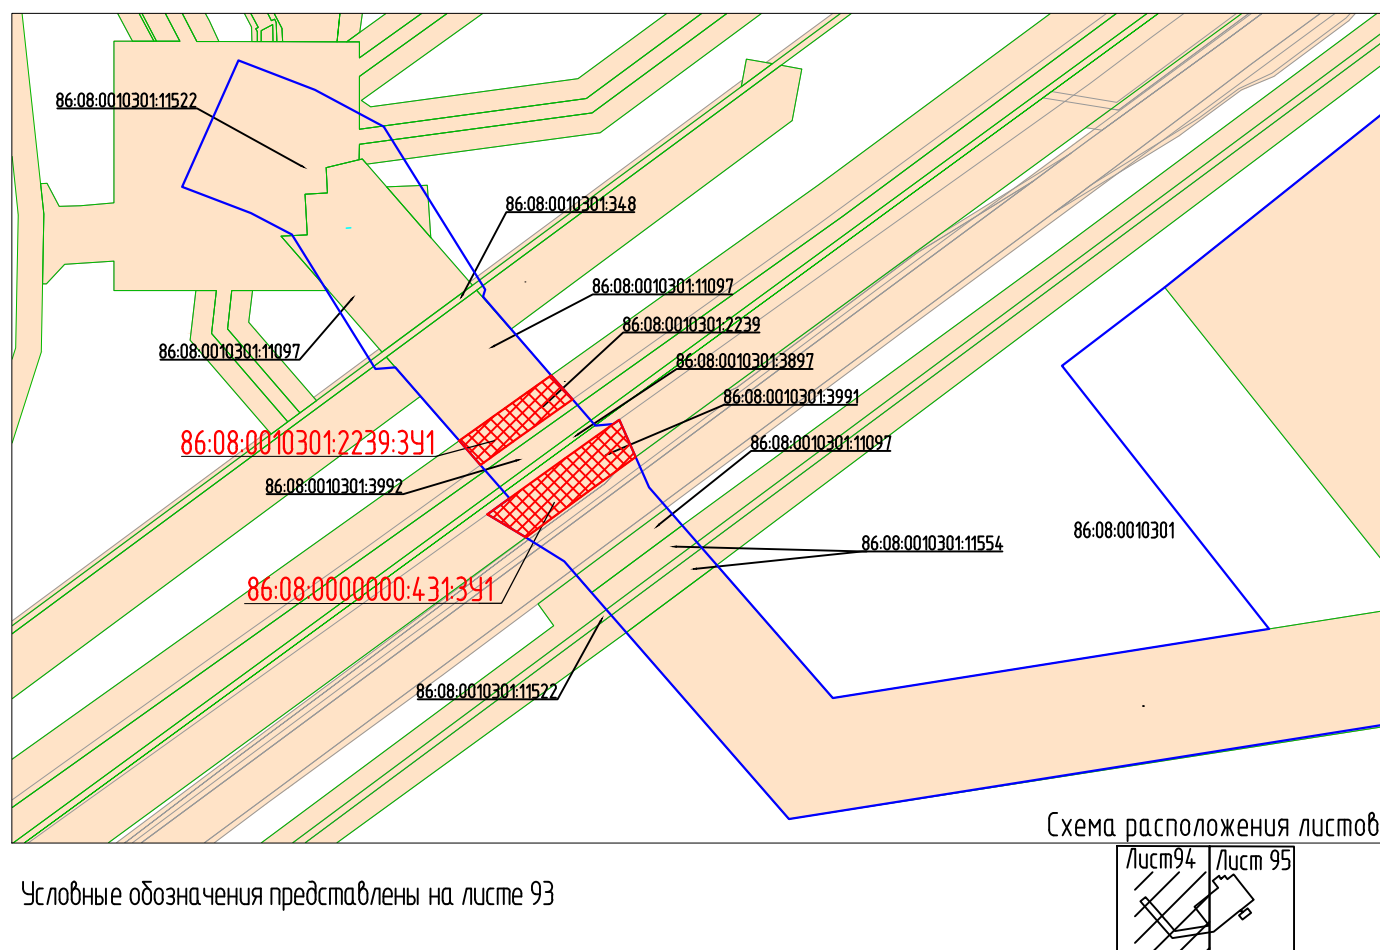 86:08:0010301:11522
86:08:0010301:348
86:08:0010301:11097
86:08:0010301:2239
86:08:0010301:11097
86:08:0010301:3897
86:08:0010301:3991
86:08:0010301:2239:ЗУ1
86:08:0010301:11097
86:08:0010301:3992
86:08:0010301
86:08:0010301:11554
86:08:0000000:431:ЗУ1
86:08:0010301:11522
Схема расположения листов
Лист94
Лист 95
Условные обозначения представлены на листе 93